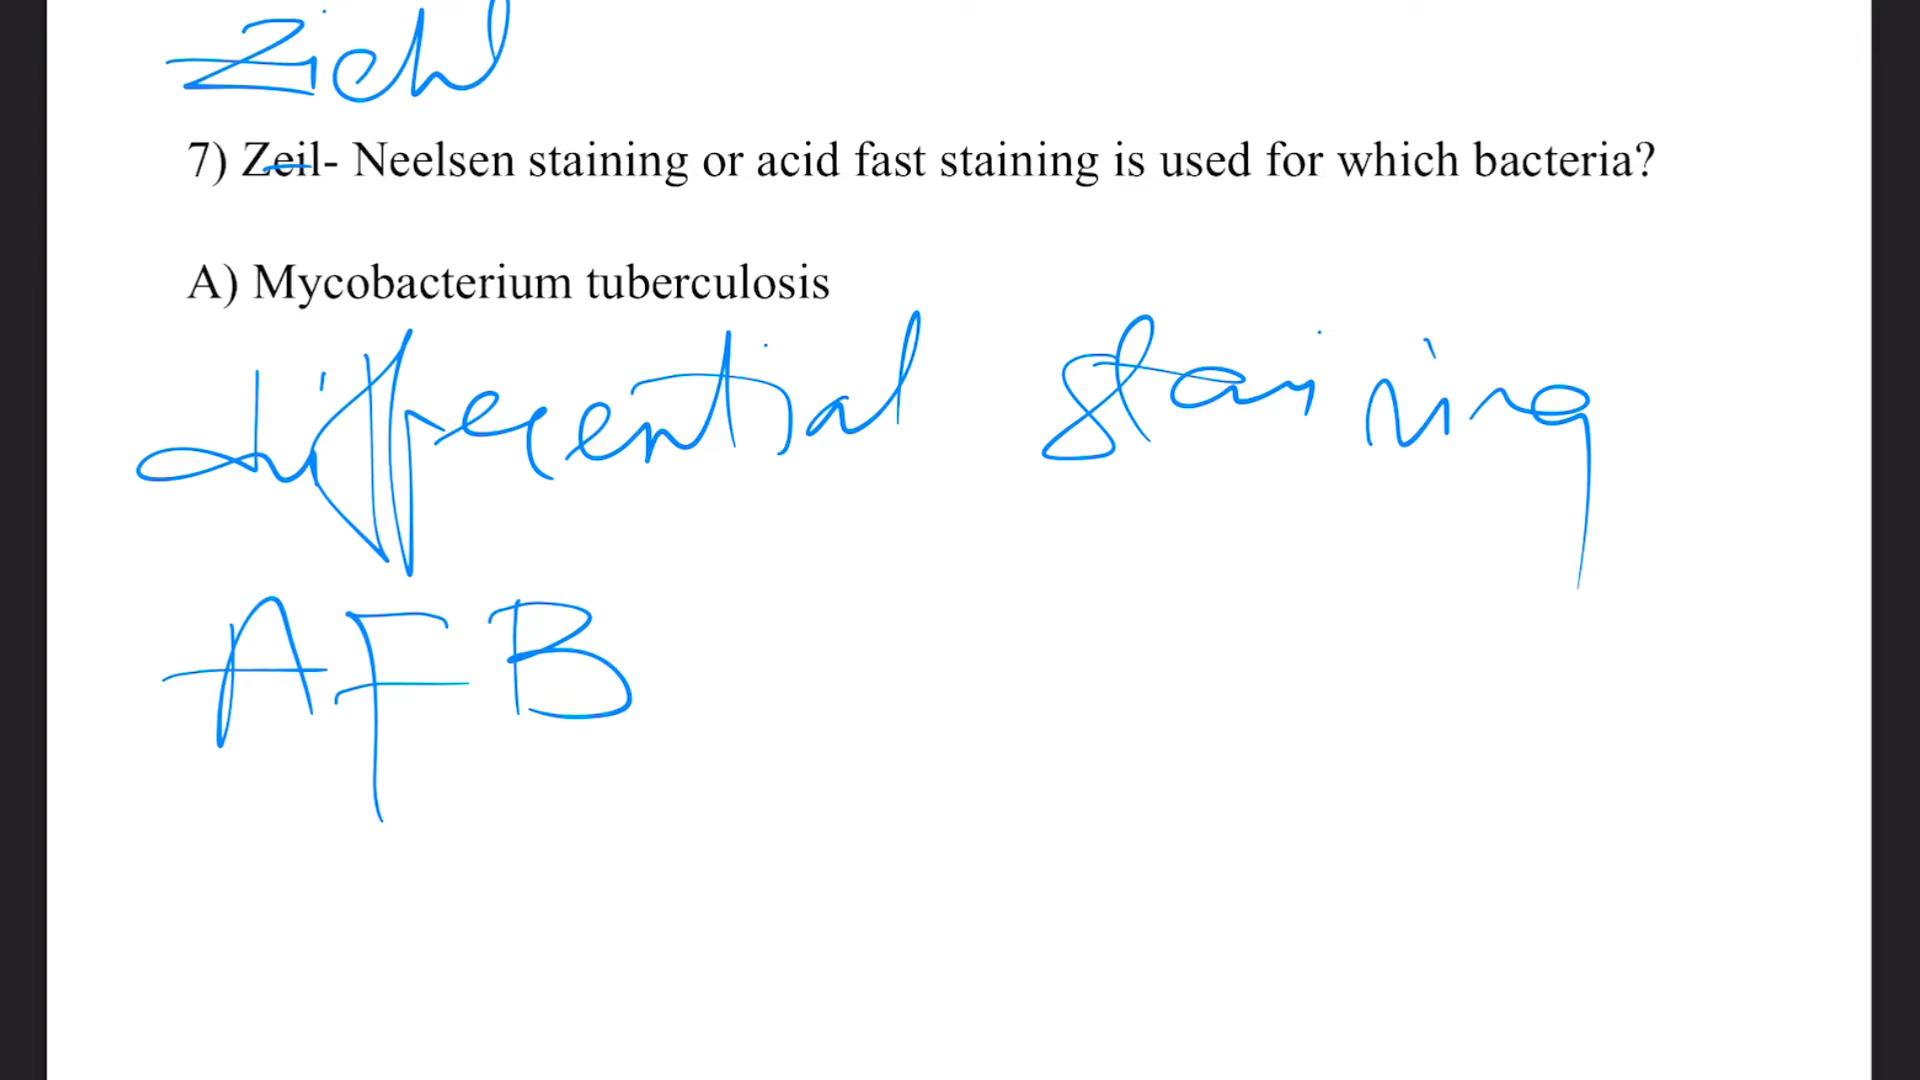 Ziehl
7) Zeil- Neelsen staining or acid fast staining is used for which bacteria?
A) Mycobacterium tuberculosis
differential staining
AFB